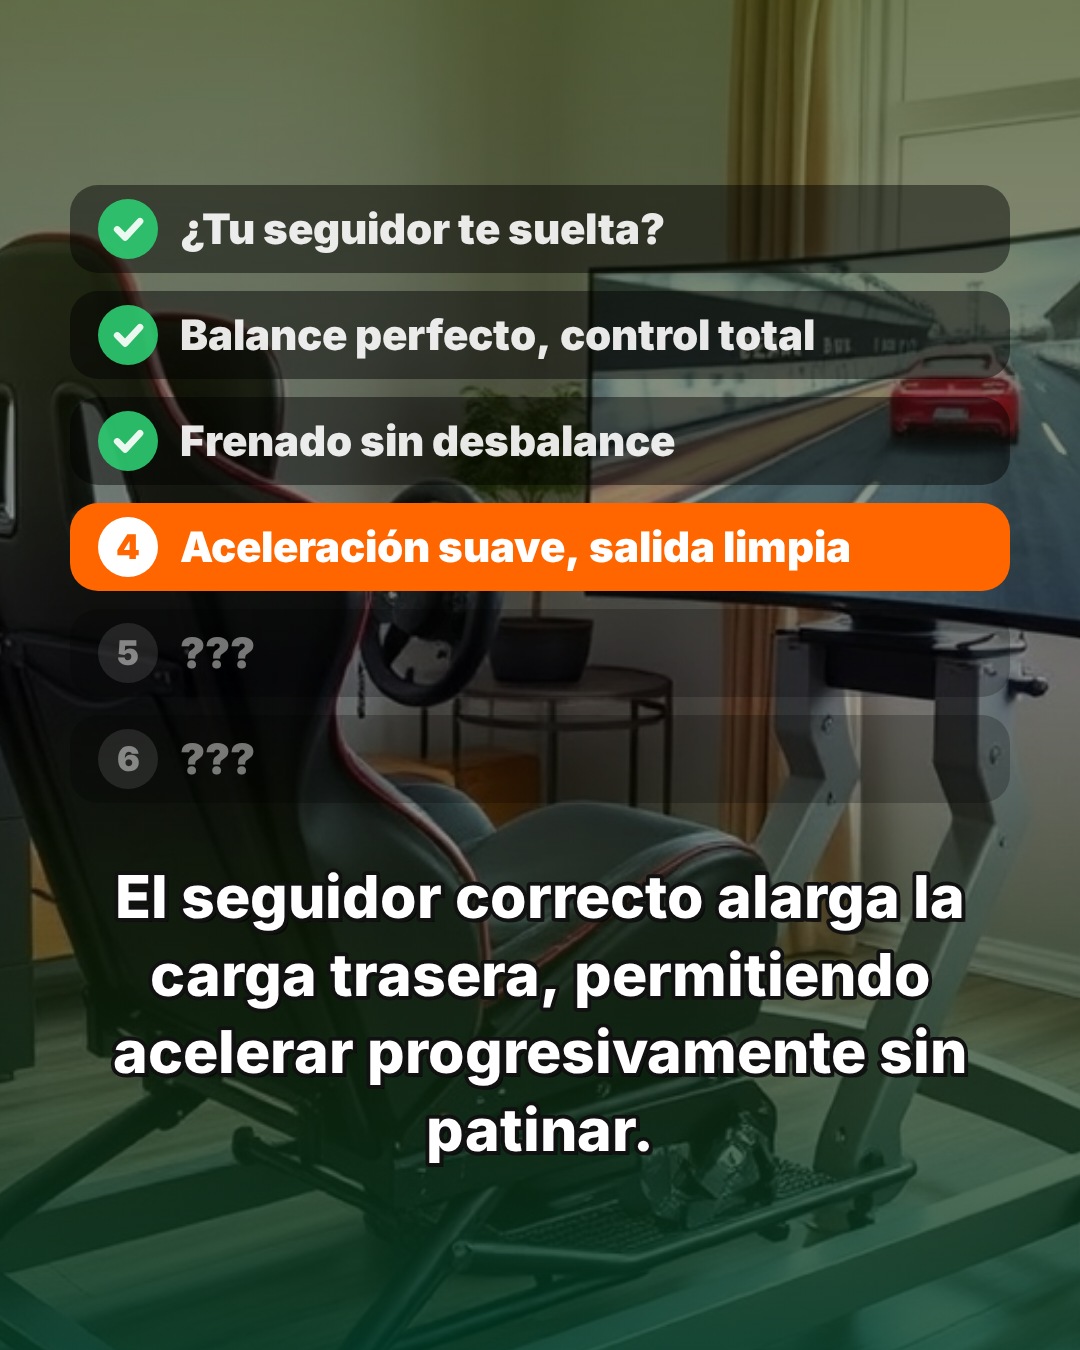 ¿Tu seguidor te suelta?
Balance perfecto, control total
Frenado sin desbalance
4 Aceleración suave, salida limpia
5 ???
6 ???
El seguidor correcto alarga la
carga trasera, permitiendo
acelerar progresivamente sin
patinar.